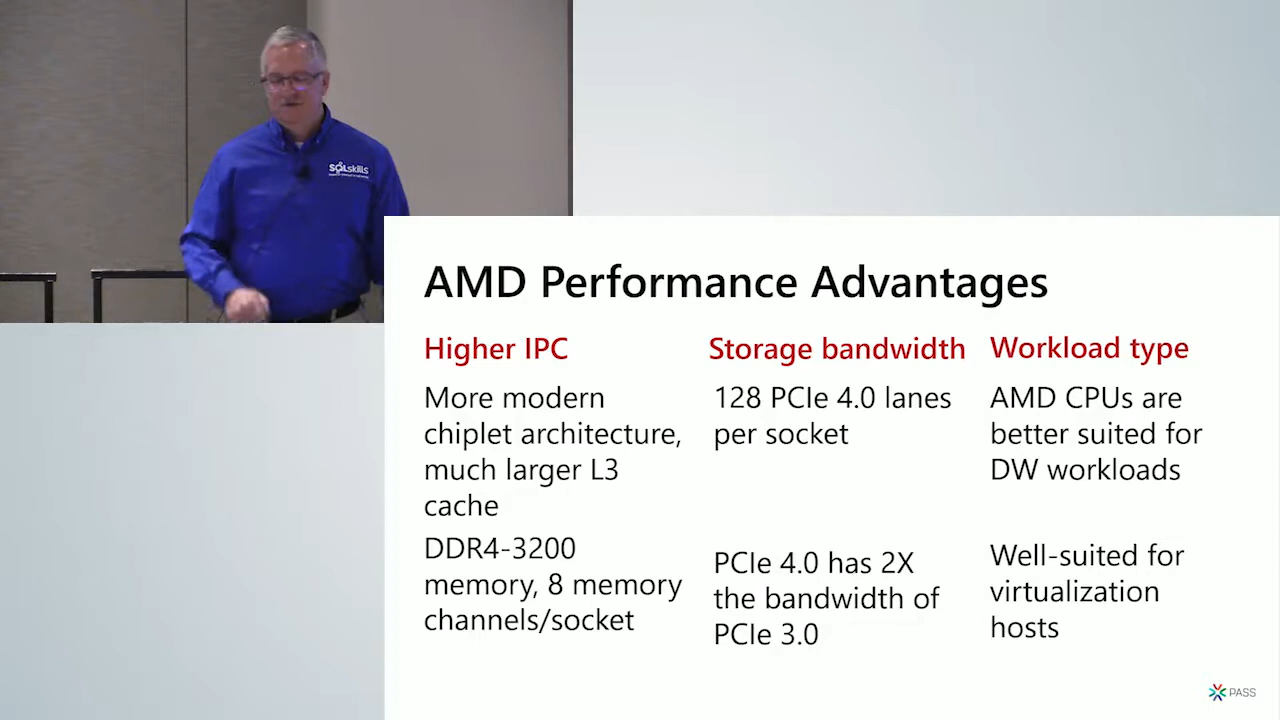 SQLskills
AMD Performance Advantages
Higher IPC
More modern
chiplet architecture,
much larger L3
cache
DDR4-3200
memory, 8 memory
channels/socket
Storage bandwidth
128 PCIe 4.0 lanes
per socket
PCIe 4.0 has 2X
the bandwidth of
PCIe 3.0
Workload type
AMD CPUs are
better suited for
DW workloads
Well-suited for
virtualization
hosts
PASS